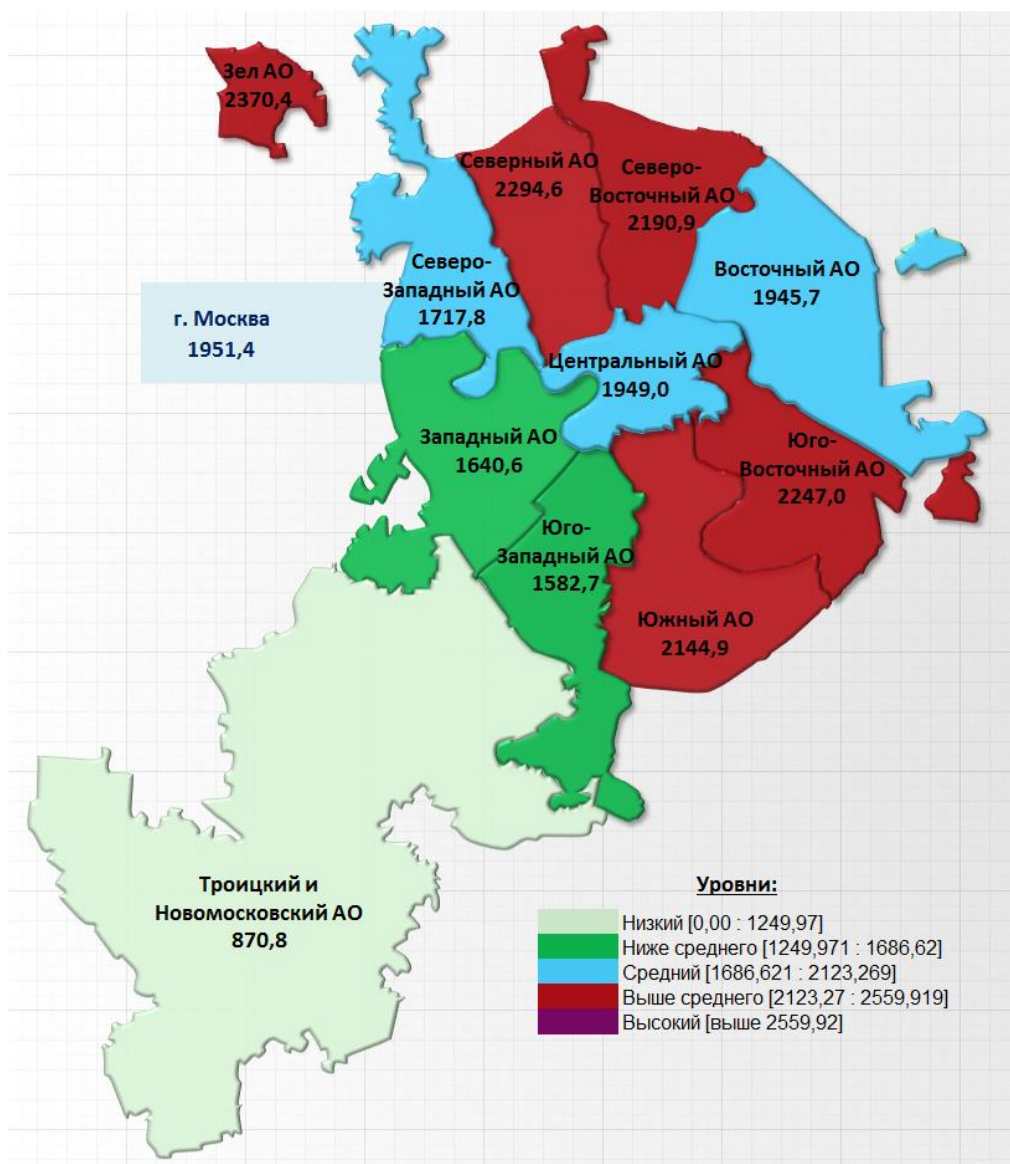 Зел АО
2370,4
Северный АО
2294,6
Северо-
Восточный АО
2190,9
Восточный АО
1945,7
Северо-
Западный АО
1717,8
г. Москва
1951,4
Центральный АО
1949,0
Западный АО
1640,6
Юго-
Восточный АО
2247,0
Юго-
Западный АО
1582,7
Южный АО
2144,9
Троицкий и
Новомосковский АО
870,8
Уровни:
Низкий [0,00 : 1249,97]
Ниже среднего [1249,971 : 1686,62]
Средний [1686,621 : 2123,269]
Выше среднего [2123,27 : 2559,919]
Высокий [выше 2559,92]